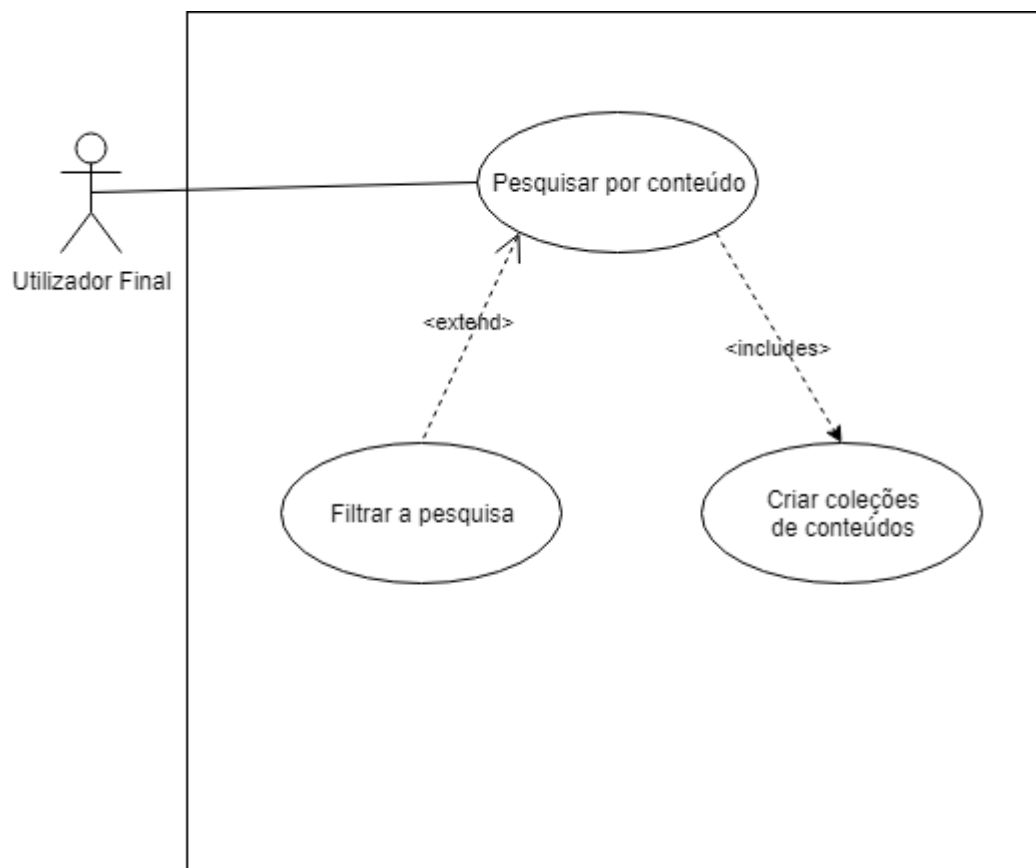 Pesquisar por conteúdo
Utilizador Final
<extend>
<includes>
Filtrar a pesquisa
Criar coleções
de conteúdos